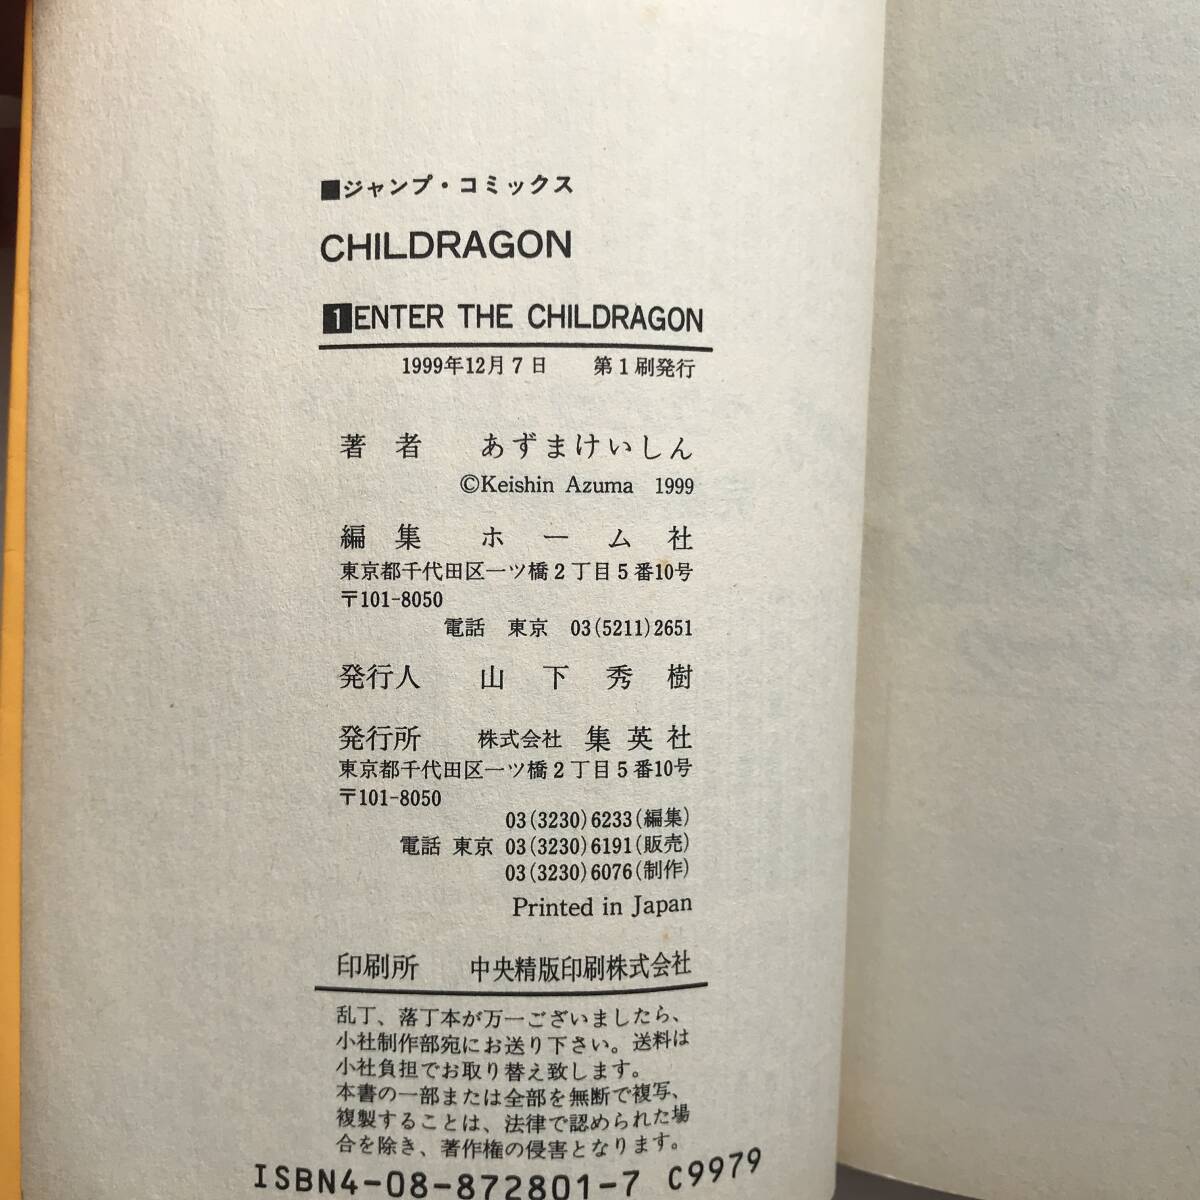 ■ジャンプ・コミックス
CHILDRAGON
1 ENTER THE CHILDRAGON
1999年12月7日 第1刷発行
著者 あずまけいしん
©Keishin Azuma 1999
編集 ホーム社
東京都千代田区一ツ橋2丁目5番10号
〒101-8050
電話 東京 03(5211)2651
発行人 山下秀樹
発行所 株式会社 集英社
東京都千代田区一ツ橋2丁目5番10号
〒101-8050
03(3230)6233(編集)
電話 東京 03(3230)6191(販売)
03(3230)6076(制作)
Printed in Japan
印刷所 中央精版印刷株式会社
乱丁、落丁本が万一ございましたら、
小社制作部宛にお送り下さい。送料は
小社負担でお取り替え致します。
本書の一部または全部を無断で複写、
複製することは、法律で認められた場
合を除き、著作権の侵害となります。
ISBN4-08-872801-7 C9979